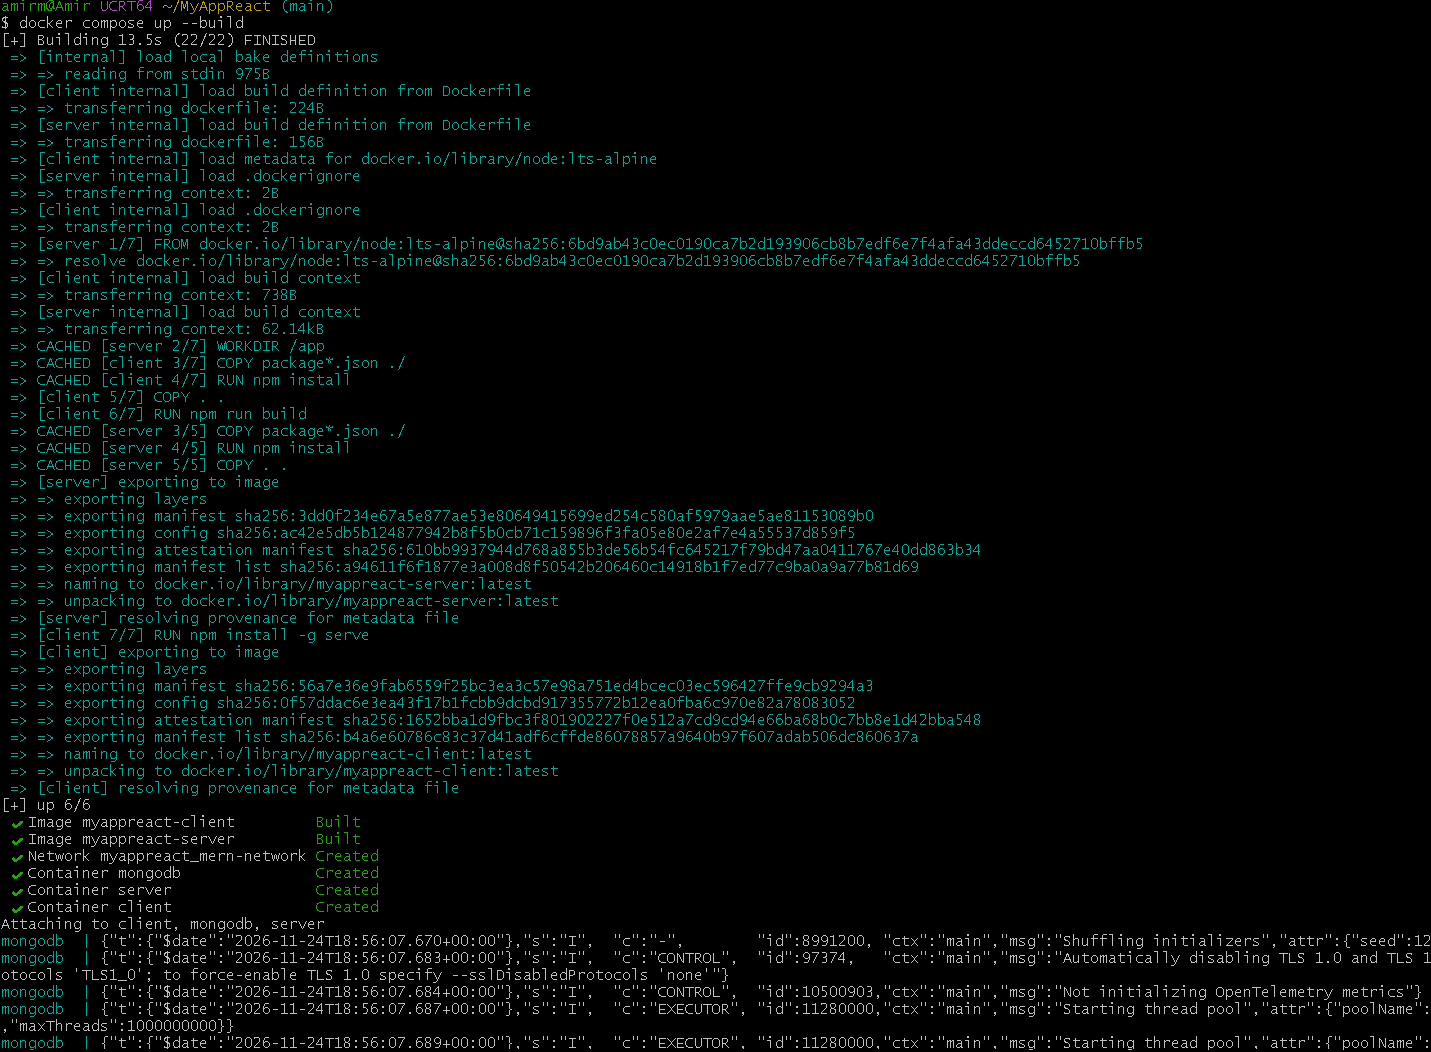 amirm@Amir UCRT64 ~/MyAppReact (main)
$ docker compose up --build
[+] Building 13.5s (22/22) FINISHED
 => [internal] load local bake definitions
 => => reading from stdin 975B
 => [client internal] load build definition from Dockerfile
 => => transferring dockerfile: 224B
 => [server internal] load build definition from Dockerfile
 => => transferring dockerfile: 156B
 => [client internal] load metadata for docker.io/library/node:lts-alpine
 => [server internal] load .dockerignore
 => => transferring context: 2B
 => [client internal] load .dockerignore
 => => transferring context: 2B
 => [server 1/7] FROM docker.io/library/node:lts-alpine@sha256:6bd9ab43c0ec0190ca7b2d193906cb8b7edf6e7f4afa43ddeccd6452710bffb5
 => => resolve docker.io/library/node:lts-alpine@sha256:6bd9ab43c0ec0190ca7b2d193906cb8b7edf6e7f4afa43ddeccd6452710bffb5
 => [client internal] load build context
 => => transferring context: 738B
 => [server internal] load build context
 => => transferring context: 62.14kB
 => CACHED [server 2/7] WORKDIR /app
 => CACHED [client 3/7] COPY package*.json ./
 => CACHED [client 4/7] RUN npm install
 => [client 5/7] COPY . .
 => [client 6/7] RUN npm run build
 => CACHED [server 3/5] COPY package*.json ./
 => CACHED [server 4/5] RUN npm install
 => CACHED [server 5/5] COPY . .
 => [server] exporting to image
 => => exporting layers
 => => exporting manifest sha256:3dd0f234e67a5e877ae53e80649415699ed254c580af5979aae5ae81153089b0
 => => exporting config sha256:ac42e5db5b124877942b8f5b0cb71c159896f3fa05e80e2af7e4a55537d859f5
 => => exporting attestation manifest sha256:610bb9937944d768a855b3de56b54fc645217f79bd47aa0411767e40dd863b34
 => => exporting manifest list sha256:a94611f6f1877e3a008d8f50542b206460c14918b1f7ed77c9ba0a9a77b81d69
 => => naming to docker.io/library/myappreact-server:latest
 => => unpacking to docker.io/library/myappreact-server:latest
 => [server] resolving provenance for metadata file
 => [client 7/7] RUN npm install -g serve
 => [client] exporting to image
 => => exporting layers
 => => exporting manifest sha256:56a7e36e9fab6559f25bc3ea3c57e98a751ed4bcec03ec596427ffe9cb9294a3
 => => exporting config sha256:0f57ddac6e3ea43f17b1fcbb9dcbd917355772b12ea0fba6c970e82a78083052
 => => exporting attestation manifest sha256:1652bba1d9fbc3f801902227f0e512a7cd9cd94e66ba68b0c7bb8e1d42bba548
 => => exporting manifest list sha256:b4a6e60786c83c37d41adf6cffde86078857a9640b97f607adab506dc860637a
 => => naming to docker.io/library/myappreact-client:latest
 => => unpacking to docker.io/library/myappreact-client:latest
 => [client] resolving provenance for metadata file
[+] up 6/6
 ✔ Image myappreact-client         Built
 ✔ Image myappreact-server         Built
 ✔ Network myappreact_mern-network Created
 ✔ Container mongodb               Created
 ✔ Container server                Created
 ✔ Container client                Created
Attaching to client, mongodb, server
mongodb  | {"t":{"$date":"2026-11-24T18:56:07.670+00:00"},"s":"I",  "c":"-",        "id":8991200, "ctx":"main","msg":"Shuffling initializers","attr":{"seed":12
mongodb  | {"t":{"$date":"2026-11-24T18:56:07.683+00:00"},"s":"I",  "c":"CONTROL",  "id":97374,   "ctx":"main","msg":"Automatically disabling TLS 1.0 and TLS 1
otocols 'TLS1_0'; to force-enable TLS 1.0 specify --sslDisabledProtocols 'none'"}
mongodb  | {"t":{"$date":"2026-11-24T18:56:07.684+00:00"},"s":"I",  "c":"CONTROL",  "id":10500903,"ctx":"main","msg":"Not initializing OpenTelemetry metrics"}
mongodb  | {"t":{"$date":"2026-11-24T18:56:07.687+00:00"},"s":"I",  "c":"EXECUTOR", "id":11280000,"ctx":"main","msg":"Starting thread pool","attr":{"poolName":
,"maxThreads":1000000000}}
mongodb  | {"t":{"$date":"2026-11-24T18:56:07.689+00:00"},"s":"I",  "c":"EXECUTOR", "id":11280000,"ctx":"main","msg":"Starting thread pool","attr":{"poolName":